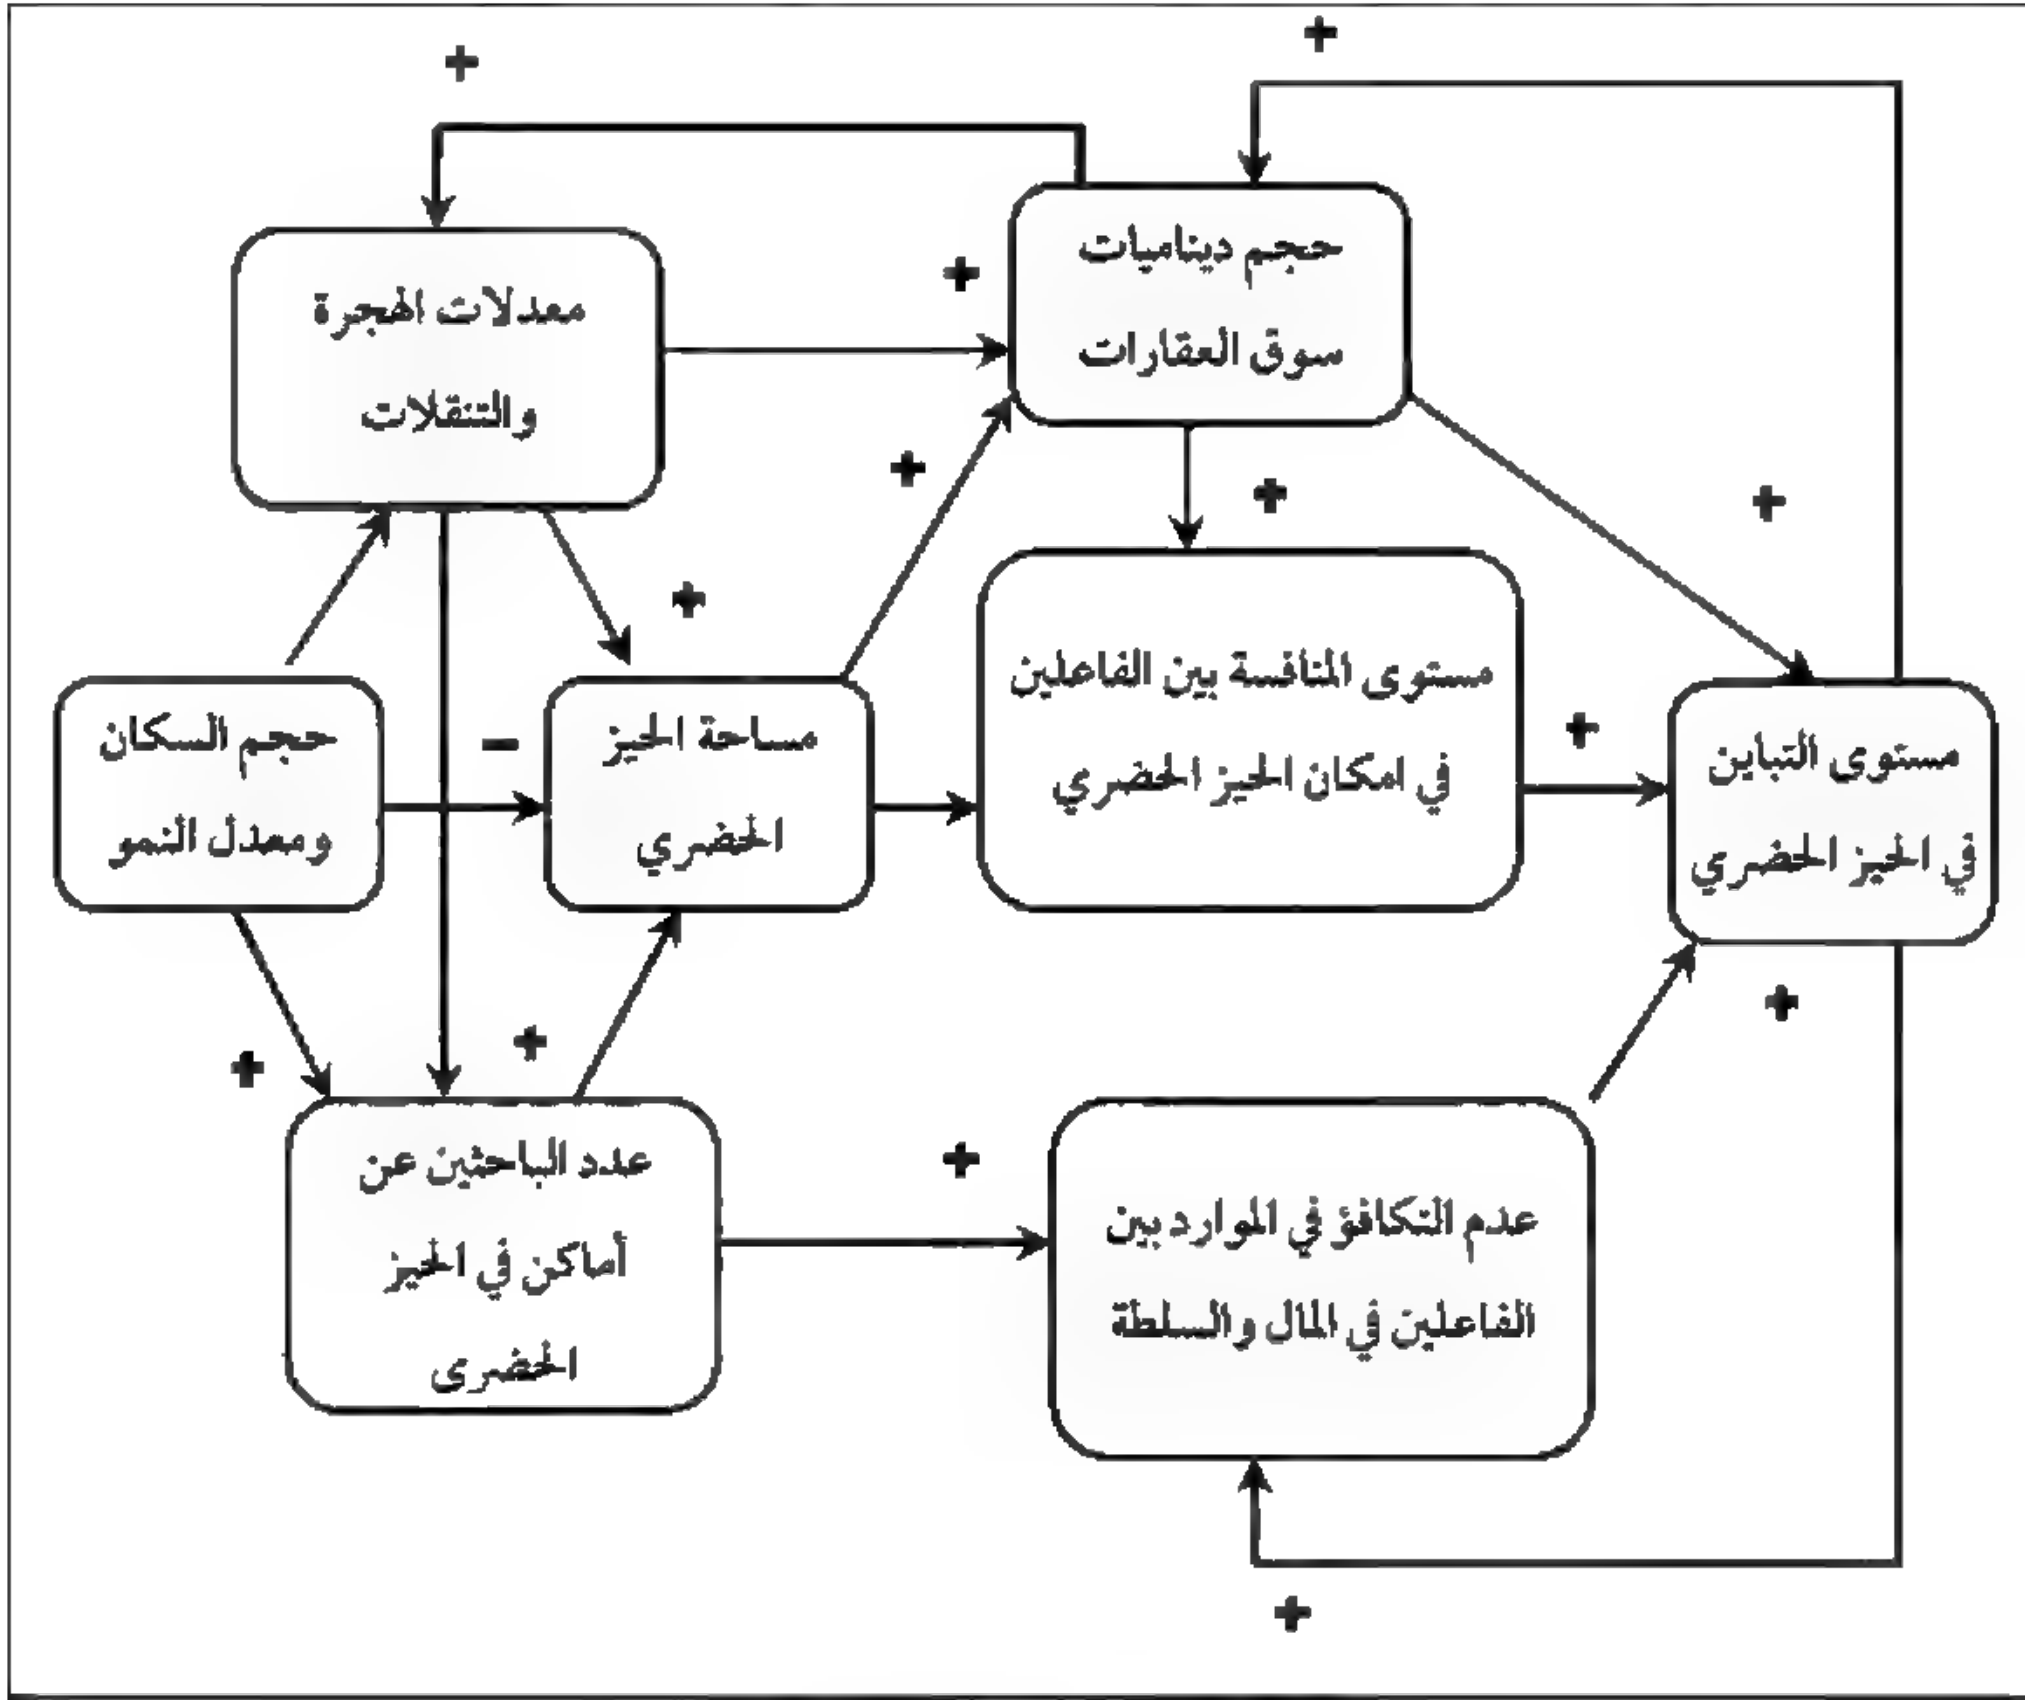 +
+
حجم ديناميات
سوق العقارات
+
معدلات الهجرة
والتنقلات
+
+
+
+
مستوى المنافسة بين الفاعلين
في امكان الحيز الحضري
+
مستوى التباين
في الحيز الحضري
مساحة الحيز
الحضري
-
حجم السكان
ومعدل النمو
+
+
+
+
عدم التكافؤ في الموارد بين
الفاعلين في المال والسلطة
عدد الباحثين عن
أماكن في الحيز
الحضرى
+